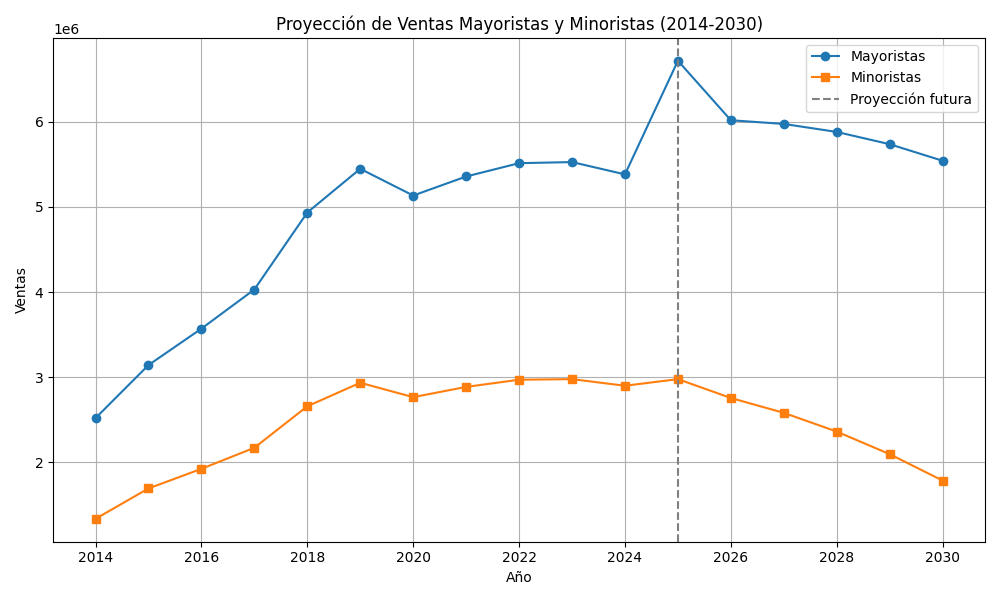 Proyección de Ventas Mayoristas y Minoristas (2014-2030)
1e6
Mayoristas
Minoristas
Proyección futura
Ventas
6
5
4
3
2
2014 2016 2018 2020 2022 2024 2026 2028 2030
Año